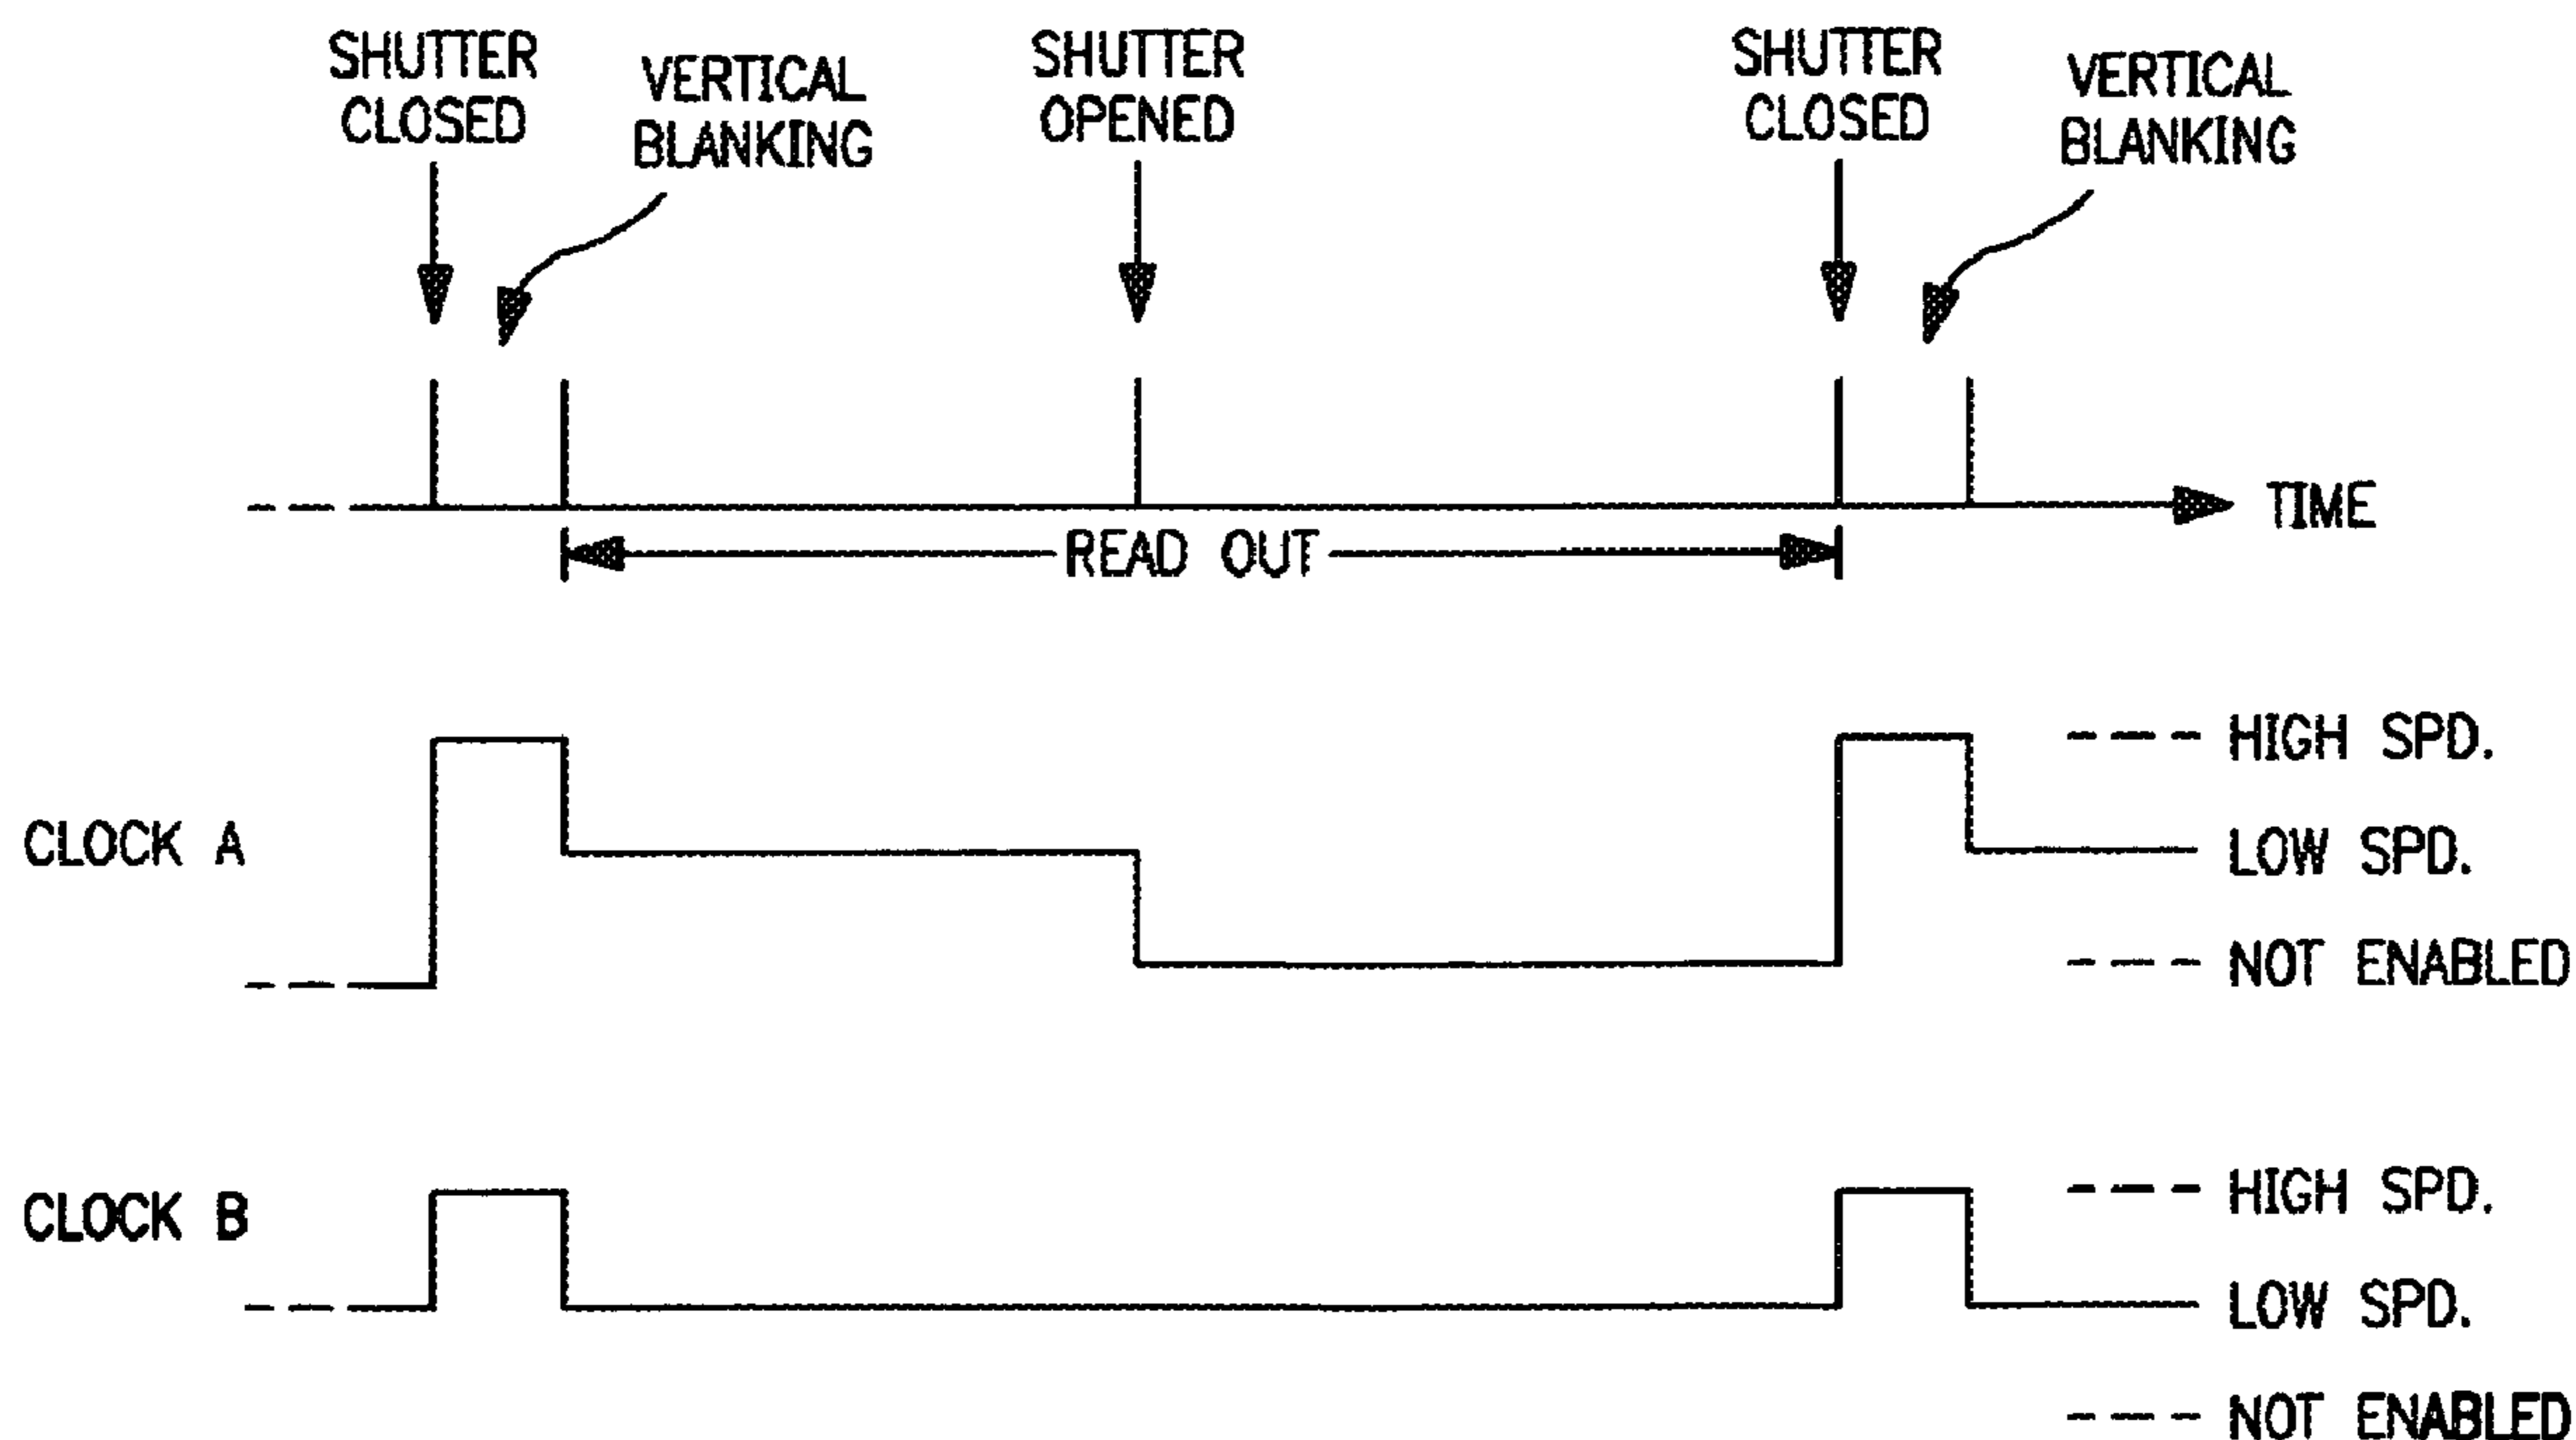 SHUTTER
CLOSED
VERTICAL
BLANKING
SHUTTER
OPENED
SHUTTER
CLOSED
VERTICAL
BLANKING
TIME
READ OUT
CLOCK A
HIGH SPD.
LOW SPD.
NOT ENABLED
CLOCK B
HIGH SPD.
LOW SPD.
NOT ENABLED